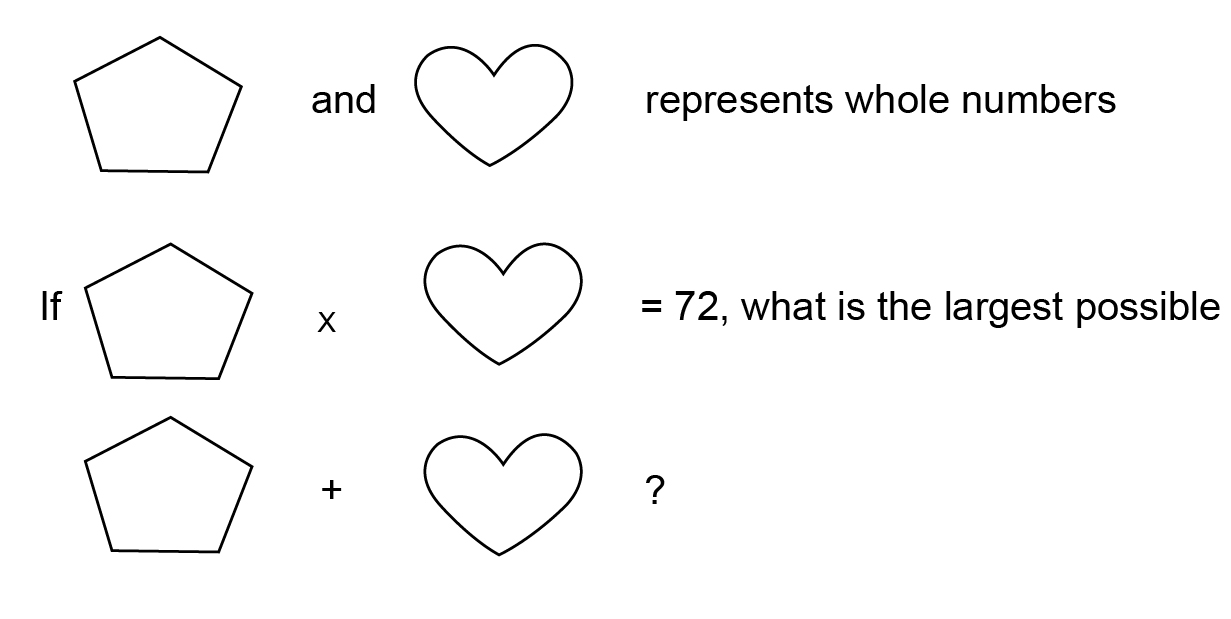 and represents whole numbers
If x = 72, what is the largest possible
+ ?